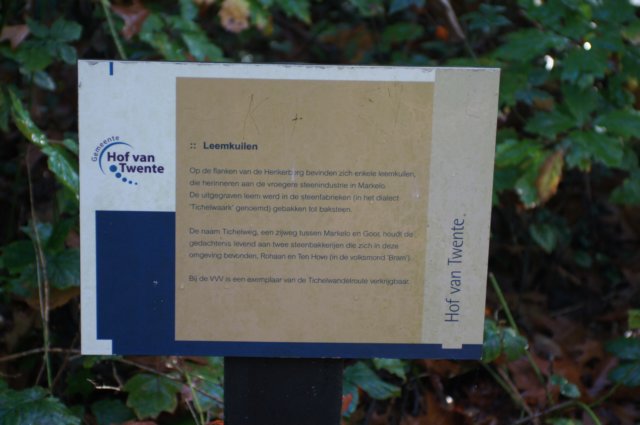 Gemeente
Hof van
Twente
:: Leemkuilen
Op de flanken van de Herikerberg bevinden zich enkele leemkuilen,
die herinneren aan de vroegere steenindustrie in Markelo.
De uitgegraven leem werd in de steenfabrieken (in het dialect
'Tichelwaark' genoemd) gebakken tot baksteen.
De naam Tichelweg, een zijweg tussen Markelo en Goor, houdt de
gedachtenis levend aan twee steenbakkerijen die zich in deze
omgeving bevonden, Rohaan en Ten Hove (in de volksmond 'Bram').
Bij de VVV is een exemplaar van de Tichelwandelroute verkrijgbaar.
Hof van Twente.